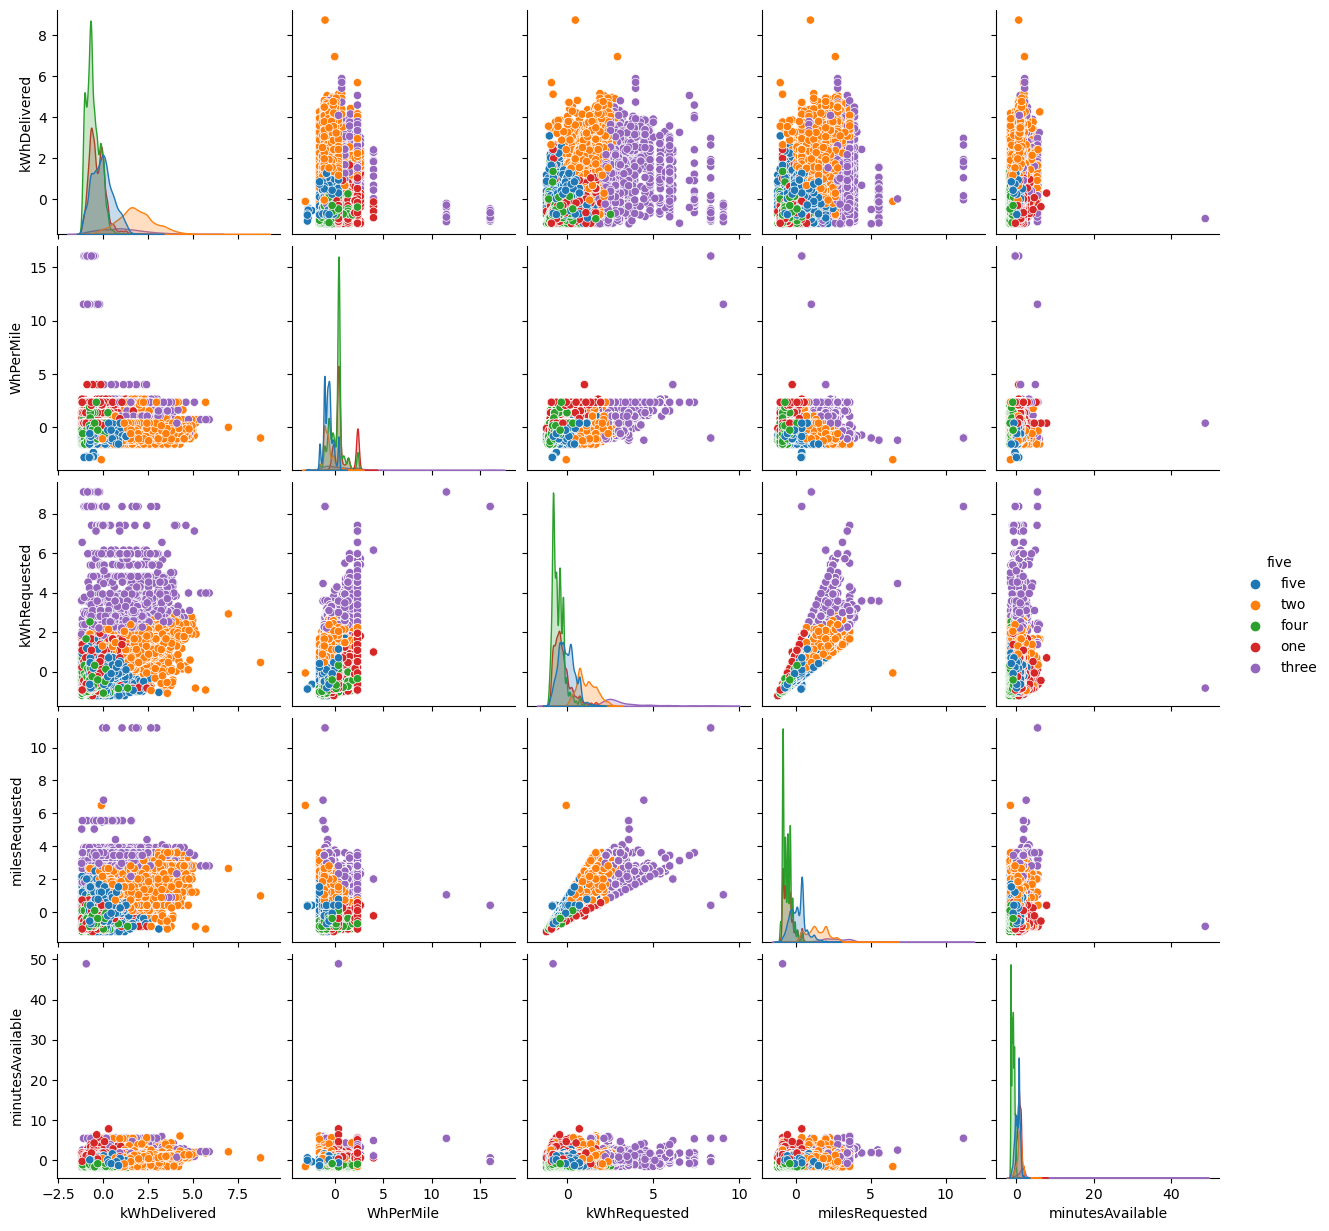 8
6
4
2
0
kWhDelivered
15
10
5
0
WhPerMile
8
6
4
2
0
kWhRequested
five
five
two
four
one
three
10
8
6
4
2
0
milesRequested
50
40
30
20
10
0
minutesAvailable
−2.5 0.0 2.5 5.0 7.5
kWhDelivered
0 5 10 15
WhPerMile
0 5 10
kWhRequested
0 5 10
milesRequested
0 20 40
minutesAvailable